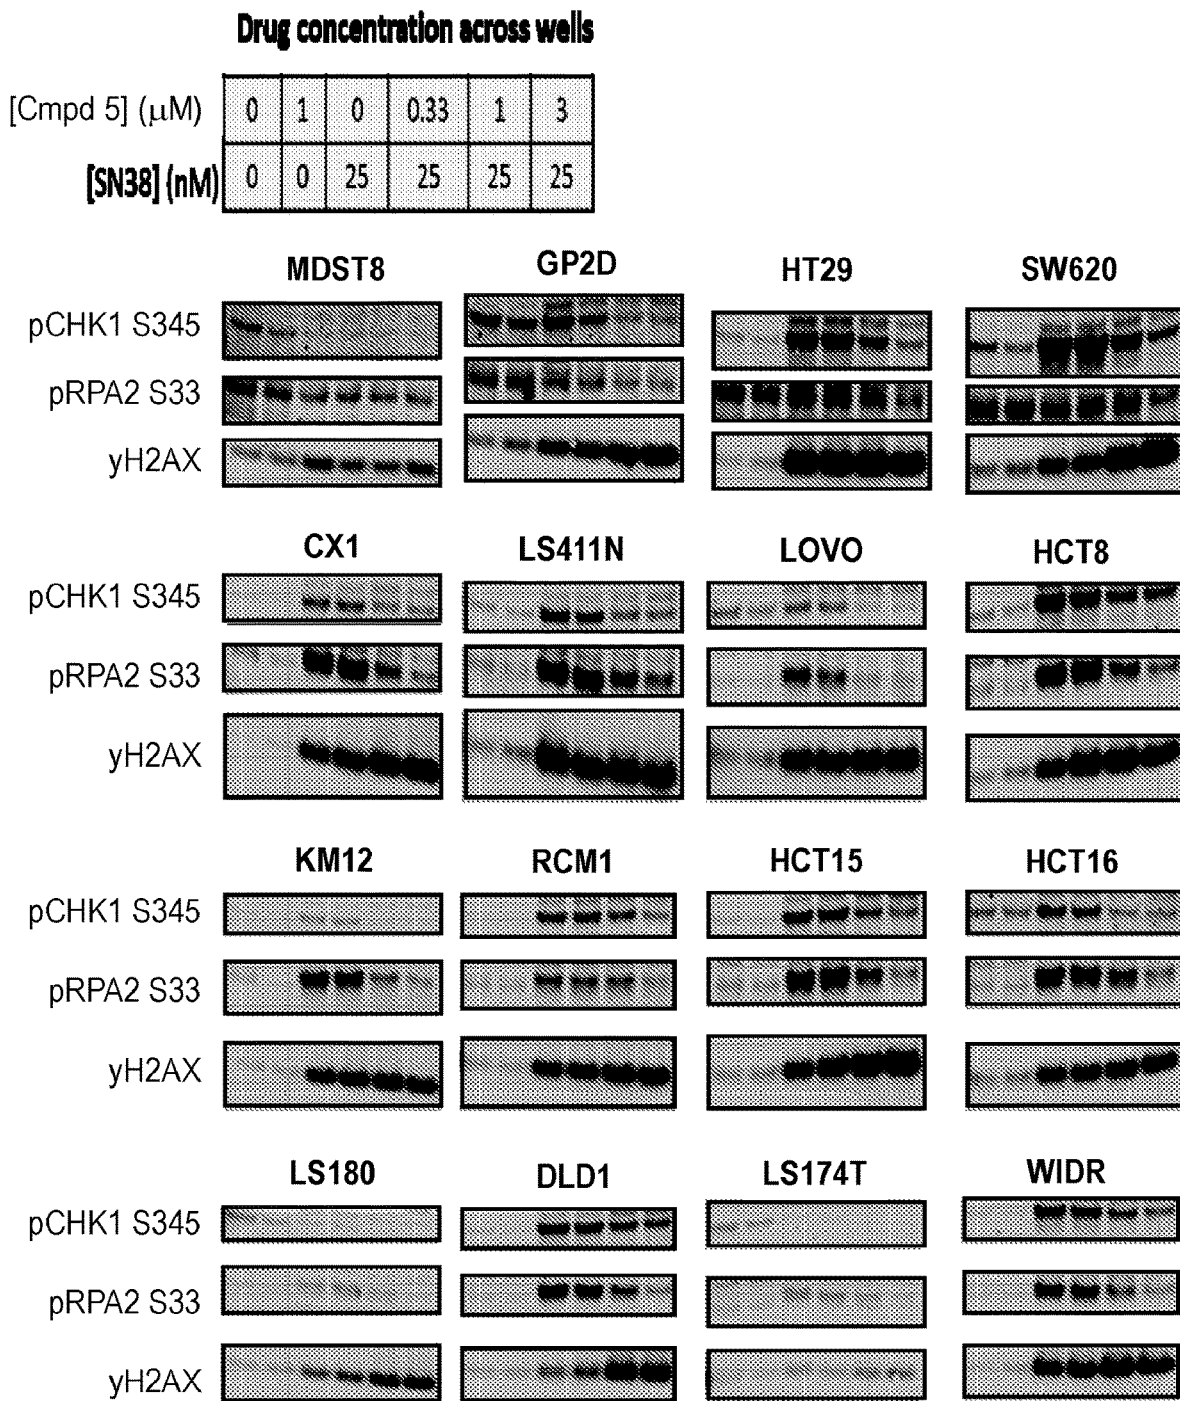 Drug concentration across wells
[Cmpd 5] (μM) 0 1 0 0.33 1 3
[SN38] (nM) 0 0 25 25 25 25
MDST8 GP2D HT29 SW620
pCHK1 S345
pRPA2 S33
yH2AX
CX1 LS411N LOVO HCT8
pCHK1 S345
pRPA2 S33
yH2AX
KM12 RCM1 HCT15 HCT16
pCHK1 S345
pRPA2 S33
yH2AX
LS180 DLD1 LS174T WIDR
pCHK1 S345
pRPA2 S33
yH2AX